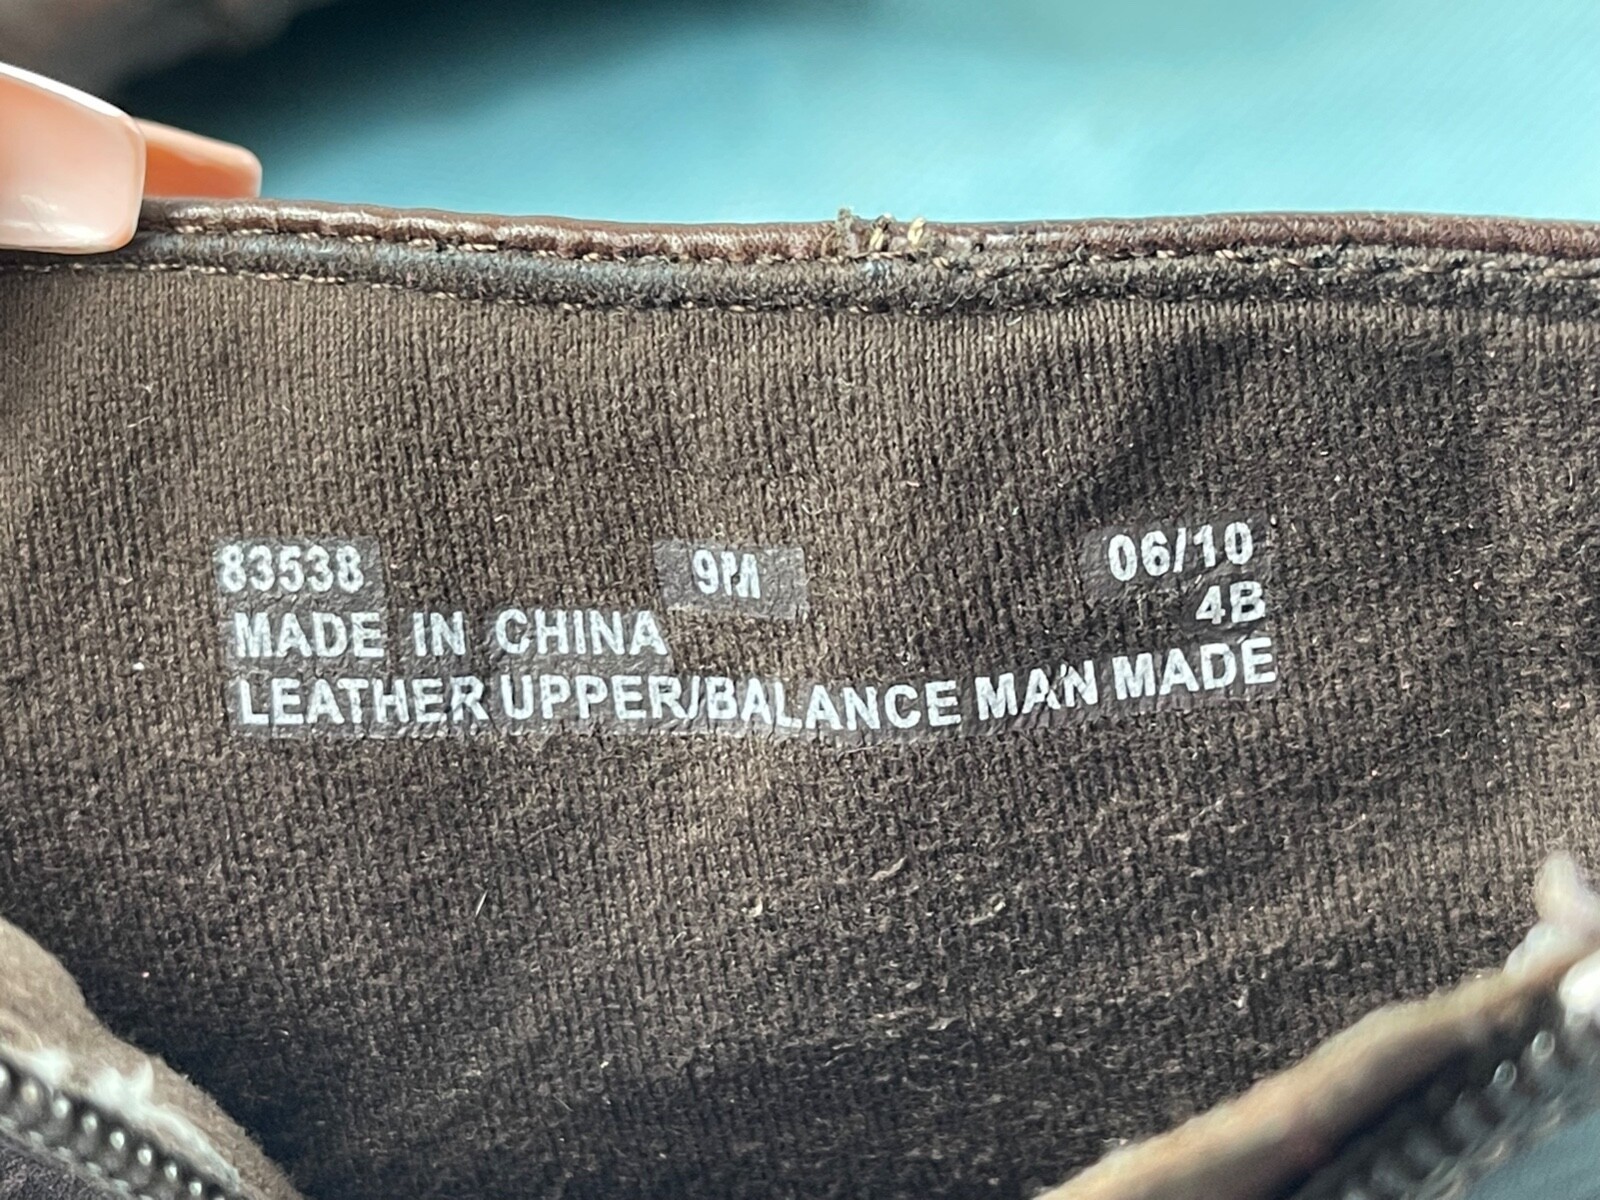 83538 9M 06/10
4B
MADE IN CHINA
LEATHER UPPER/BALANCE MAN MADE